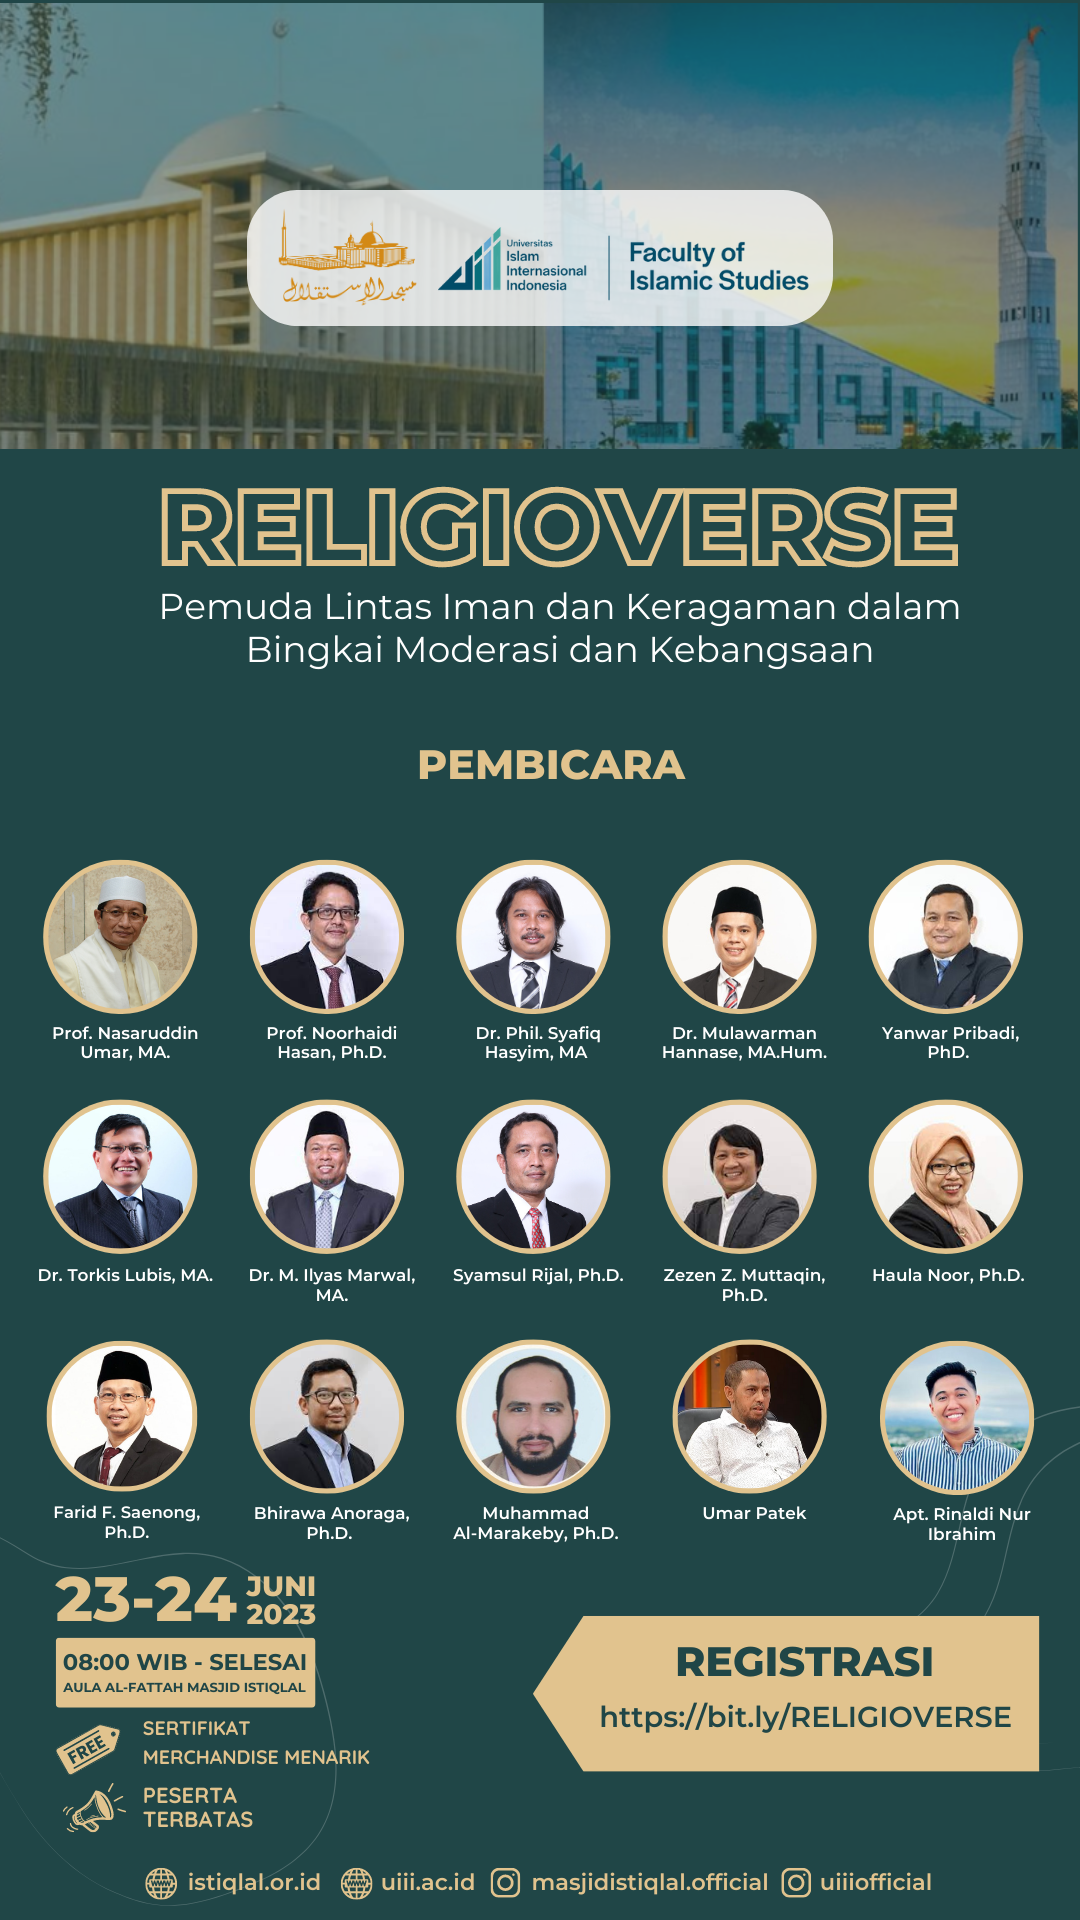 مسجد الإستقلال
Universitas
Islam
Internasional
Indonesia
Faculty of
Islamic Studies
RELIGIOVERSE
Pemuda Lintas Iman dan Keragaman dalam
Bingkai Moderasi dan Kebangsaan
PEMBICARA
Prof. Nasaruddin
Umar, MA.
Prof. Noorhaidi
Hasan, Ph.D.
Dr. Phil. Syafiq
Hasyim, MA
Dr. Mulawarman
Hannase, MA.Hum.
Yanwar Pribadi,
PhD.
Dr. Torkis Lubis, MA.
Dr. M. Ilyas Marwal,
MA.
Syamsul Rijal, Ph.D.
Zezen Z. Muttaqin,
Ph.D.
Haula Noor, Ph.D.
Farid F. Saenong,
Ph.D.
Bhirawa Anoraga,
Ph.D.
Muhammad
Al-Marakeby, Ph.D.
Umar Patek
Apt. Rinaldi Nur
Ibrahim
23-24 JUNI
2023
08:00 WIB - SELESAI
AULA AL-FATTAH MASJID ISTIQLAL
FREE
SERTIFIKAT
MERCHANDISE MENARIK
PESERTA
TERBATAS
REGISTRASI
https://bit.ly/RELIGIOVERSE
istiqlal.or.id uiii.ac.id masjidistiqlal.official uiiiofficial